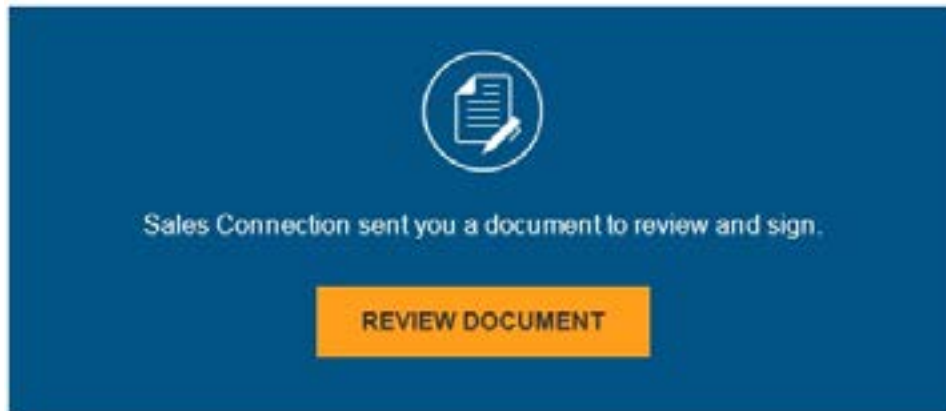 Sales Connection sent you a document to review and sign.
REVIEW DOCUMENT